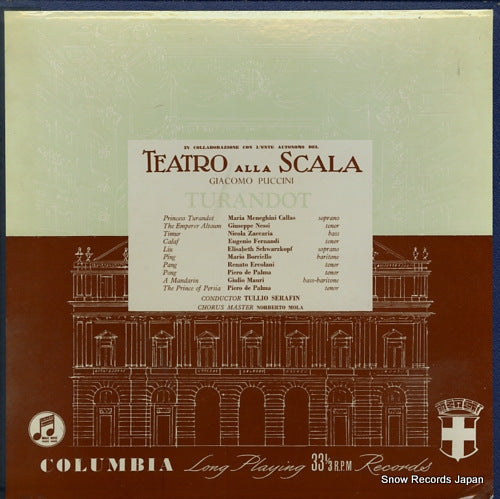 IN COLLABORAZIONE CON L'ENTE AUTONOMO DEL
TEATRO ALLA SCALA
GIACOMO PUCCINI
TURANDOT
Princess Turandot Maria Meneghini Callas soprano
The Emperor Altoum Giuseppe Nessi tenor
Timur Nicola Zaccaria bass
Calaf Eugenio Fernandi tenor
Liu Elisabeth Schwarzkopf soprano
Ping Mario Borriello baritone
Pang Renato Ercolani tenor
Pong Piero de Palma tenor
A Mandarin Giulio Mauri bass-baritone
The Prince of Persia Piero de Palma tenor
CONDUCTOR TULLIO SERAFIN
CHORUS MASTER NORBERTO MOLA
COLUMBIA Long Playing 33 1/3 R.P.M. Records
Snow Records Japan